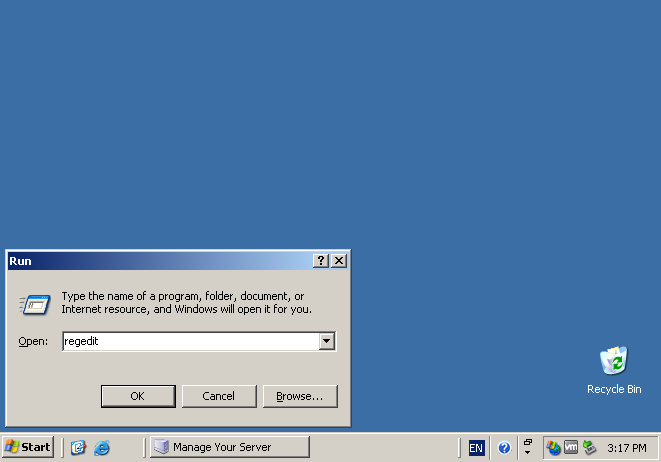 Run
Type the name of a program, folder, document, or
Internet resource, and Windows will open it for you.
Open:
regedit
OK
Cancel
Browse...
Recycle Bin
Start
Manage Your Server
EN
vm
3:17 PM